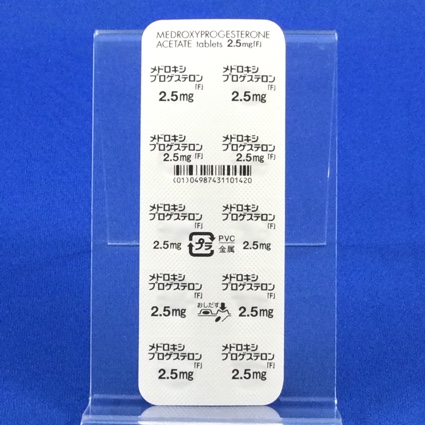 MEDROXYPROGESTERONE
ACETATE tablets 2.5mg「F」
メドロキシ メドロキシ
プロゲステロン プロゲステロン
「F」 「F」
2.5mg 2.5mg
メドロキシ メドロキシ
プロゲステロン プロゲステロン
2.5mg「F」 2.5mg「F」
(01)04987431101420
メドロキシ メドロキシ
プロゲステロン プロゲステロン
「F」 「F」
2.5mg プラ PVC 金属 2.5mg
メドロキシ メドロキシ
プロゲステロン プロゲステロン
「F」 おしだす 「F」
2.5mg 2.5mg
メドロキシ メドロキシ
プロゲステロン プロゲステロン
「F」 「F」
2.5mg 2.5mg